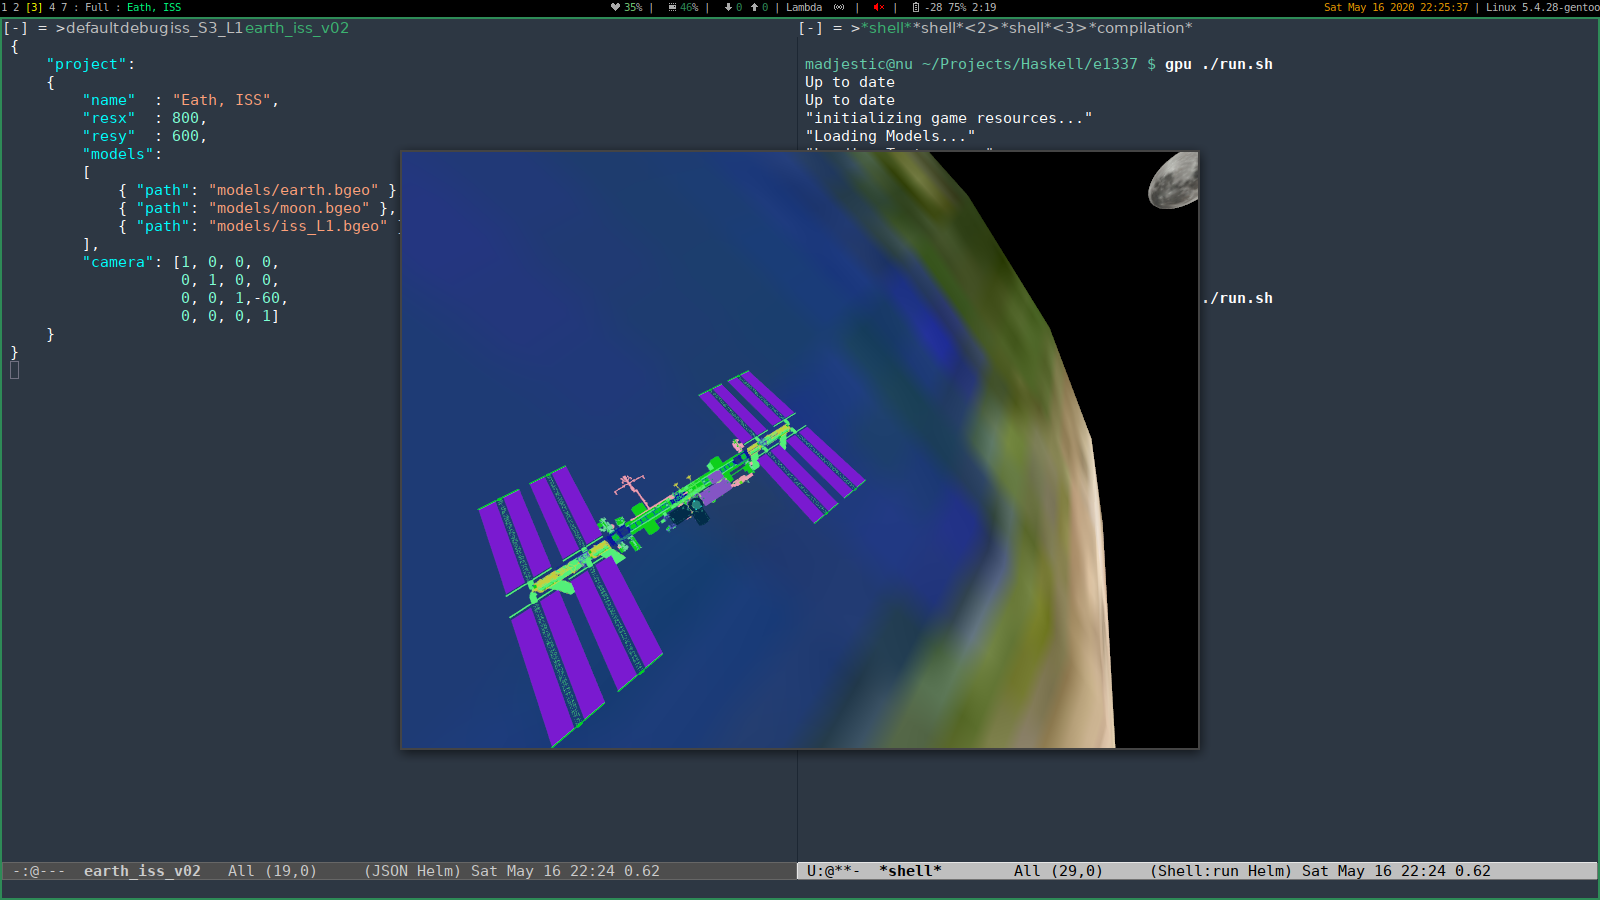 1 2 [3] 4 7 : Full : Eath, ISS
35% | 46% | 0 0 | Lambda | | -28 75% 2:19
Sat May 16 2020 22:25:37 | Linux 5.4.28-gentoo
[-] = >defaultdebugiss_S3_L1earth_iss_v02
{
"project":
{
"name" : "Eath, ISS",
"resx" : 800,
"resy" : 600,
"models":
[
{ "path": "models/earth.bgeo" }
{ "path": "models/moon.bgeo" },
{ "path": "models/iss_L1.bgeo" }
],
"camera": [1, 0, 0, 0,
0, 1, 0, 0,
0, 0, 1,-60,
0, 0, 0, 1]
}
}
-:@--- earth_iss_v02 All (19,0) (JSON Helm) Sat May 16 22:24 0.62
[-] = >*shell**shell*<2>*shell*<3>*compilation*
madjestic@nu ~/Projects/Haskell/e1337 $ gpu ./run.sh
Up to date
Up to date
"initializing game resources..."
"Loading Models..."
./run.sh
U:@**- *shell* All (29,0) (Shell:run Helm) Sat May 16 22:24 0.62